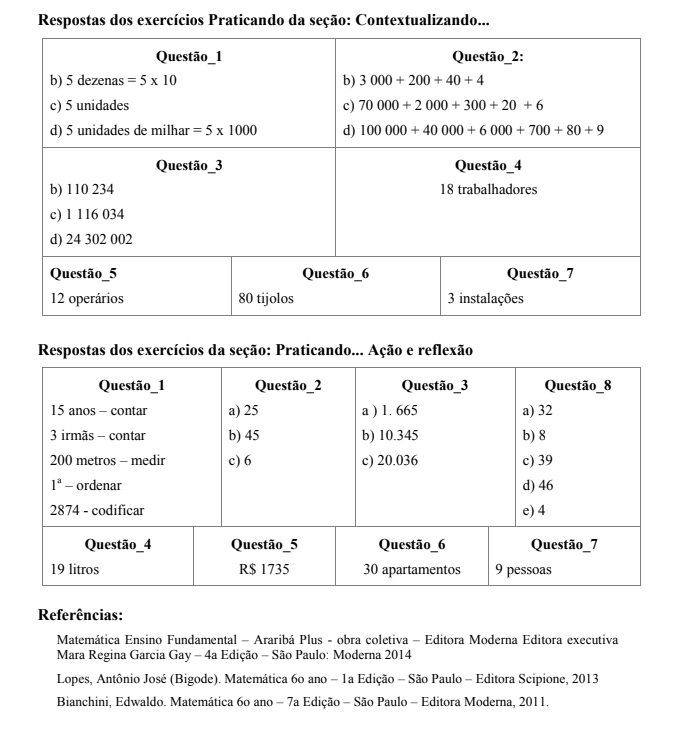 Respostas dos exercícios Praticando da seção: Contextualizando...
Questão_1
b) 5 dezenas = 5 x 10
c) 5 unidades
d) 5 unidades de milhar = 5 x 1000
Questão_2:
b) 3 000 + 200 + 40 + 4
c) 70 000 + 2 000 + 300 + 20 + 6
d) 100 000 + 40 000 + 6 000 + 700 + 80 + 9
Questão_3
b) 110 234
c) 1 116 034
d) 24 302 002
Questão_4
18 trabalhadores
Questão_5
12 operários
Questão_6
80 tijolos
Questão_7
3 instalações
Respostas dos exercícios da seção: Praticando... Ação e reflexão
Questão_1
15 anos – contar
3 irmãs – contar
200 metros – medir
1ª – ordenar
2874 - codificar
Questão_2
a) 25
b) 45
c) 6
Questão_3
a ) 1. 665
b) 10.345
c) 20.036
Questão_8
a) 32
b) 8
c) 39
d) 46
e) 4
Questão_4
19 litros
Questão_5
R$ 1735
Questão_6
30 apartamentos
Questão_7
9 pessoas
Referências:
Matemática Ensino Fundamental – Araribá Plus - obra coletiva – Editora Moderna Editora executiva
Mara Regina Garcia Gay – 4a Edição – São Paulo: Moderna 2014
Lopes, Antônio José (Bigode). Matemática 6o ano – 1a Edição – São Paulo – Editora Scipione, 2013
Bianchini, Edwaldo. Matemática 6o ano – 7a Edição – São Paulo – Editora Moderna, 2011.